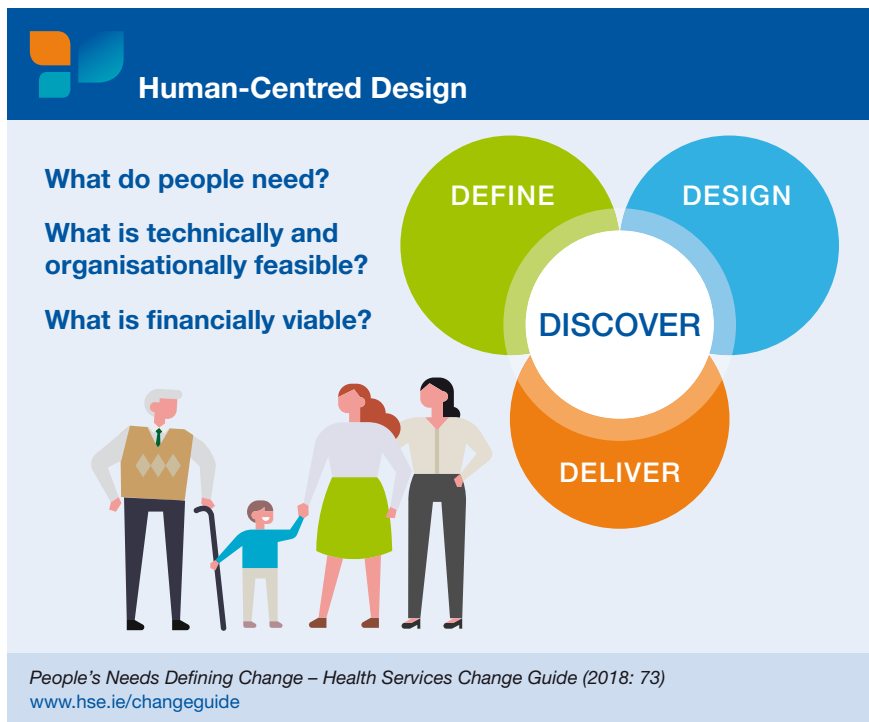 Human-Centred Design
What do people need?
What is technically and
organisationally feasible?
What is financially viable?
DEFINE
DESIGN
DISCOVER
DELIVER
People’s Needs Defining Change – Health Services Change Guide (2018: 73)
www.hse.ie/changeguide